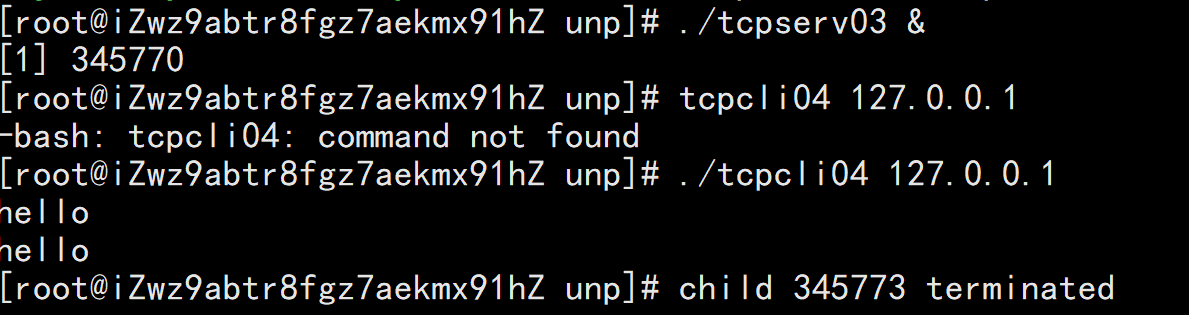 [root@iZwz9abtr8fgz7aekmx91hZ unp]# ./tcpserv03 &
[1] 345770
[root@iZwz9abtr8fgz7aekmx91hZ unp]# tcpcli04 127.0.0.1
-bash: tcpcli04: command not found
[root@iZwz9abtr8fgz7aekmx91hZ unp]# ./tcpcli04 127.0.0.1
hello
hello
[root@iZwz9abtr8fgz7aekmx91hZ unp]# child 345773 terminated